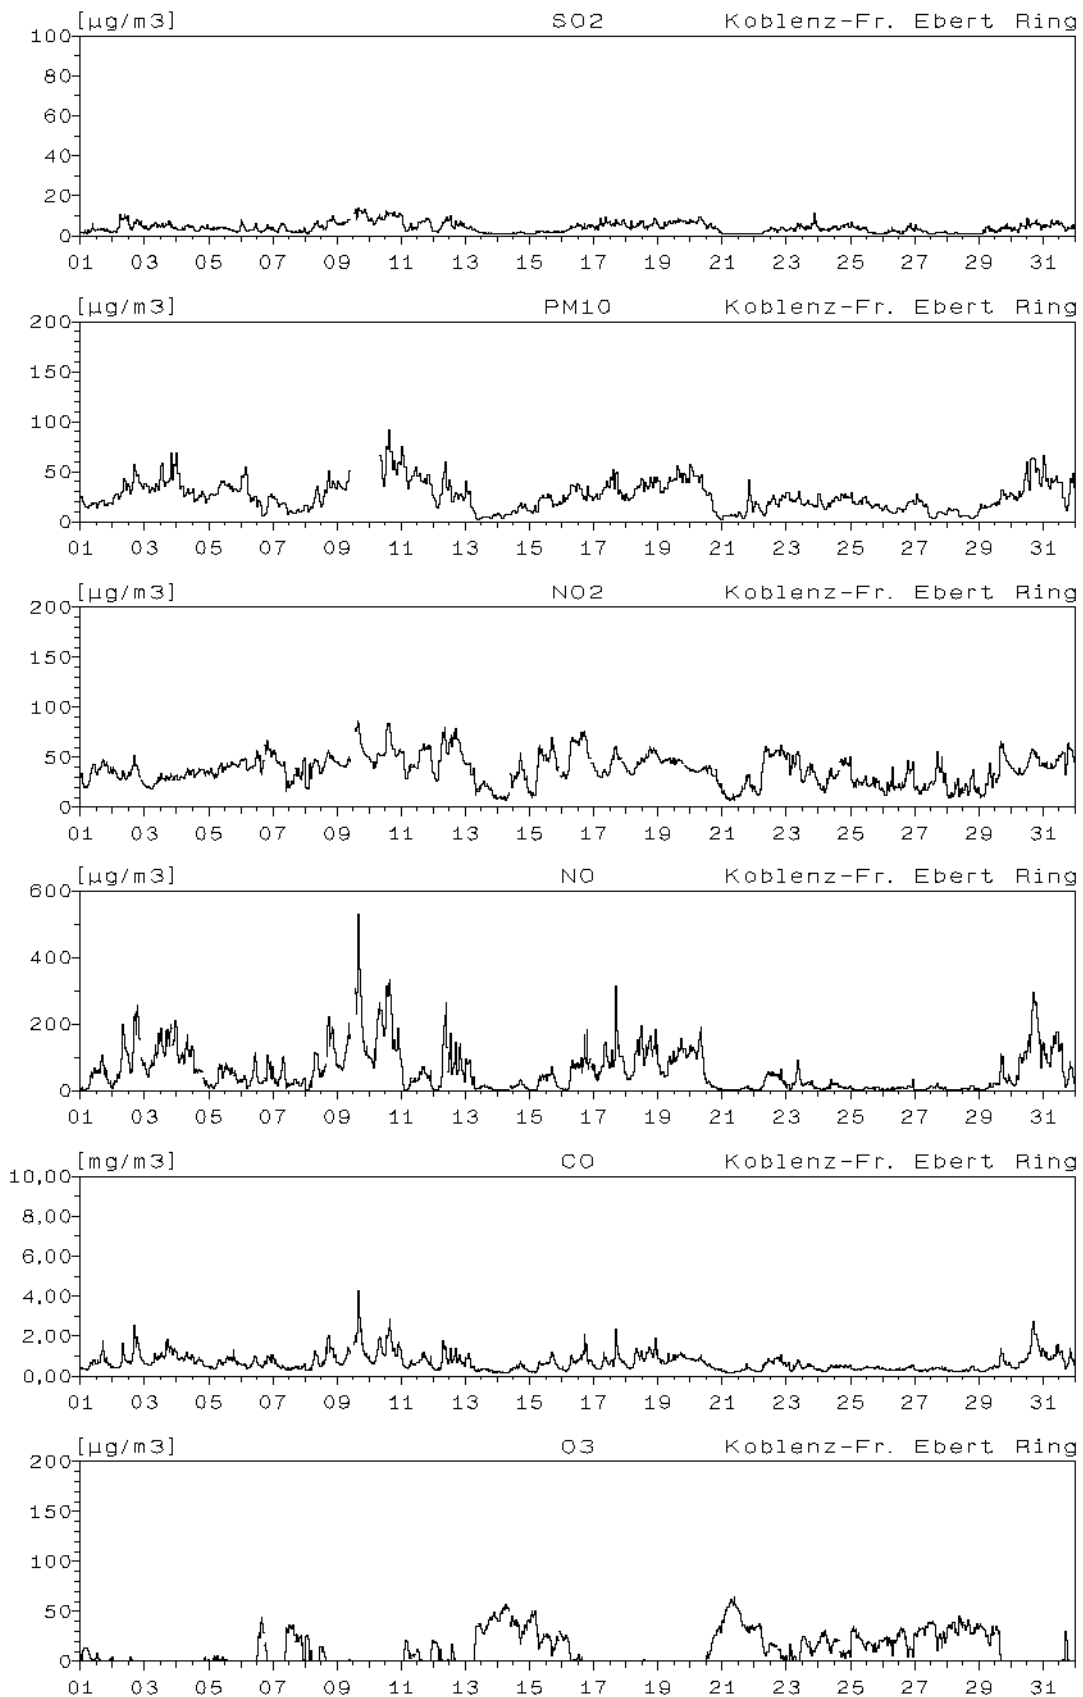 [µg/m3] SO2 Koblenz-Fr. Ebert Ring
100
80
60
40
20
0
01 03 05 07 09 11 13 15 17 19 21 23 25 27 29 31
[µg/m3] PM10 Koblenz-Fr. Ebert Ring
200
150
100
50
0
01 03 05 07 09 11 13 15 17 19 21 23 25 27 29 31
[µg/m3] NO2 Koblenz-Fr. Ebert Ring
200
150
100
50
0
01 03 05 07 09 11 13 15 17 19 21 23 25 27 29 31
[µg/m3] NO Koblenz-Fr. Ebert Ring
600
400
200
0
01 03 05 07 09 11 13 15 17 19 21 23 25 27 29 31
[mg/m3] CO Koblenz-Fr. Ebert Ring
10,00
8,00
6,00
4,00
2,00
0,00
01 03 05 07 09 11 13 15 17 19 21 23 25 27 29 31
[µg/m3] O3 Koblenz-Fr. Ebert Ring
200
150
100
50
0
01 03 05 07 09 11 13 15 17 19 21 23 25 27 29 31